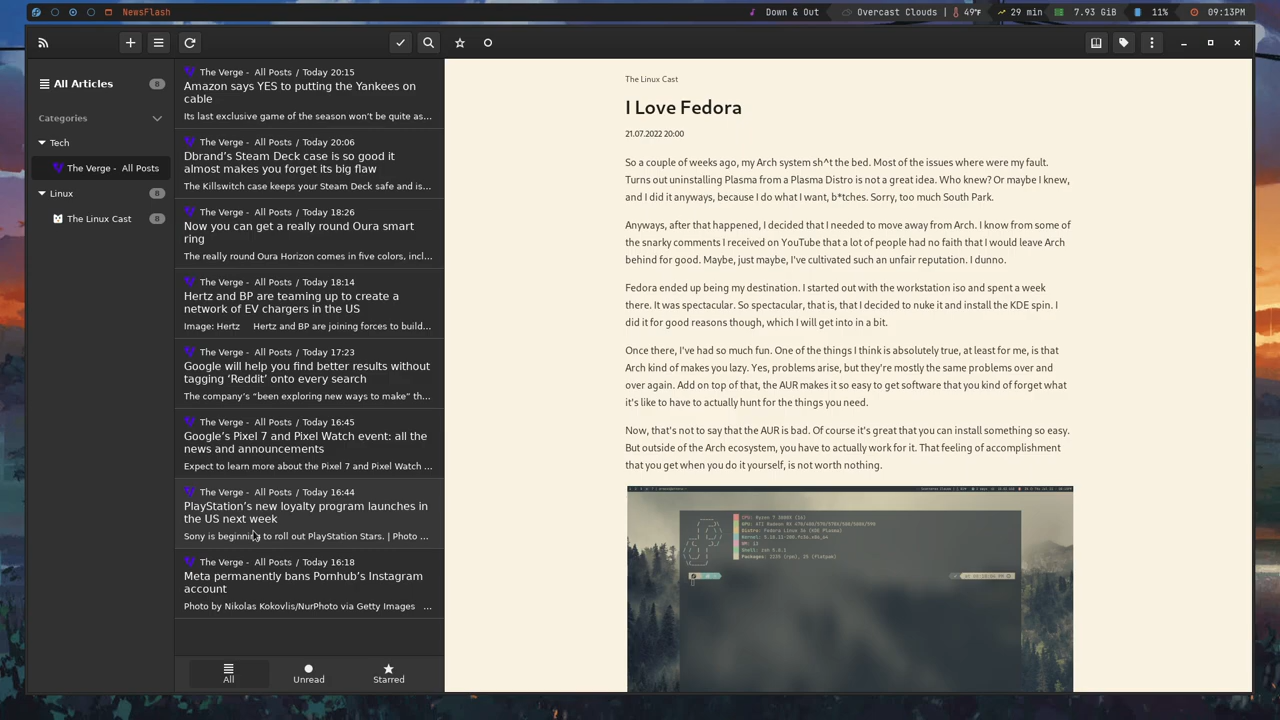 NewsFlash
Down & Out
Overcast Clouds
49°F
29 min
7.93 GiB
11%
09:13PM
All Articles
8
Categories
Tech
The Verge - All Posts
Linux
8
The Linux Cast
8
The Verge - All Posts / Today 20:15
Amazon says YES to putting the Yankees on
cable
Its last exclusive game of the season won't be quite as…
The Verge - All Posts / Today 20:06
Dbrand's Steam Deck case is so good it
almost makes you forget its big flaw
The Killswitch case keeps your Steam Deck safe and is…
The Verge - All Posts / Today 18:26
Now you can get a really round Oura smart
ring
The really round Oura Horizon comes in five colors, incl…
The Verge - All Posts / Today 18:14
Hertz and BP are teaming up to create a
network of EV chargers in the US
Image: Hertz Hertz and BP are joining forces to build…
The Verge - All Posts / Today 17:23
Google will help you find better results without
tagging ‘Reddit’ onto every search
The company's “been exploring new ways to make” th…
The Verge - All Posts / Today 16:45
Google's Pixel 7 and Pixel Watch event: all the
news and announcements
Expect to learn more about the Pixel 7 and Pixel Watch …
The Verge - All Posts / Today 16:44
PlayStation's new loyalty program launches in
the US next week
Sony is beginning to roll out PlayStation Stars. | Photo …
The Verge - All Posts / Today 16:18
Meta permanently bans Pornhub's Instagram
account
Photo by Nikolas Kokovlis/NurPhoto via Getty Images …
All
Unread
Starred
The Linux Cast
I Love Fedora
21.07.2022 20:00
So a couple of weeks ago, my Arch system sh^t the bed. Most of the issues where were my fault.
Turns out uninstalling Plasma from a Plasma Distro is not a great idea. Who knew? Or maybe I knew,
and I did it anyways, because I do what I want, b*tches. Sorry, too much South Park.
Anyways, after that happened, I decided that I needed to move away from Arch. I know from some of
the snarky comments I received on YouTube that a lot of people had no faith that I would leave Arch
behind for good. Maybe, just maybe, I've cultivated such an unfair reputation. I dunno.
Fedora ended up being my destination. I started out with the workstation iso and spent a week
there. It was spectacular. So spectacular, that is, that I decided to nuke it and install the KDE spin. I
did it for good reasons though, which I will get into in a bit.
Once there, I've had so much fun. One of the things I think is absolutely true, at least for me, is that
Arch kind of makes you lazy. Yes, problems arise, but they're mostly the same problems over and
over again. Add on top of that, the AUR makes it so easy to get software that you kind of forget what
it's like to have to actually hunt for the things you need.
Now, that's not to say that the AUR is bad. Of course it's great that you can install something so easy.
But outside of the Arch ecosystem, you have to actually work for it. That feeling of accomplishment
that you get when you do it yourself, is not worth nothing.
CPU: Ryzen 7
Distro: Fedora Linux 36 (KDE Plasma)
Kernel:
Shell: zsh 5.8.1
Packages: